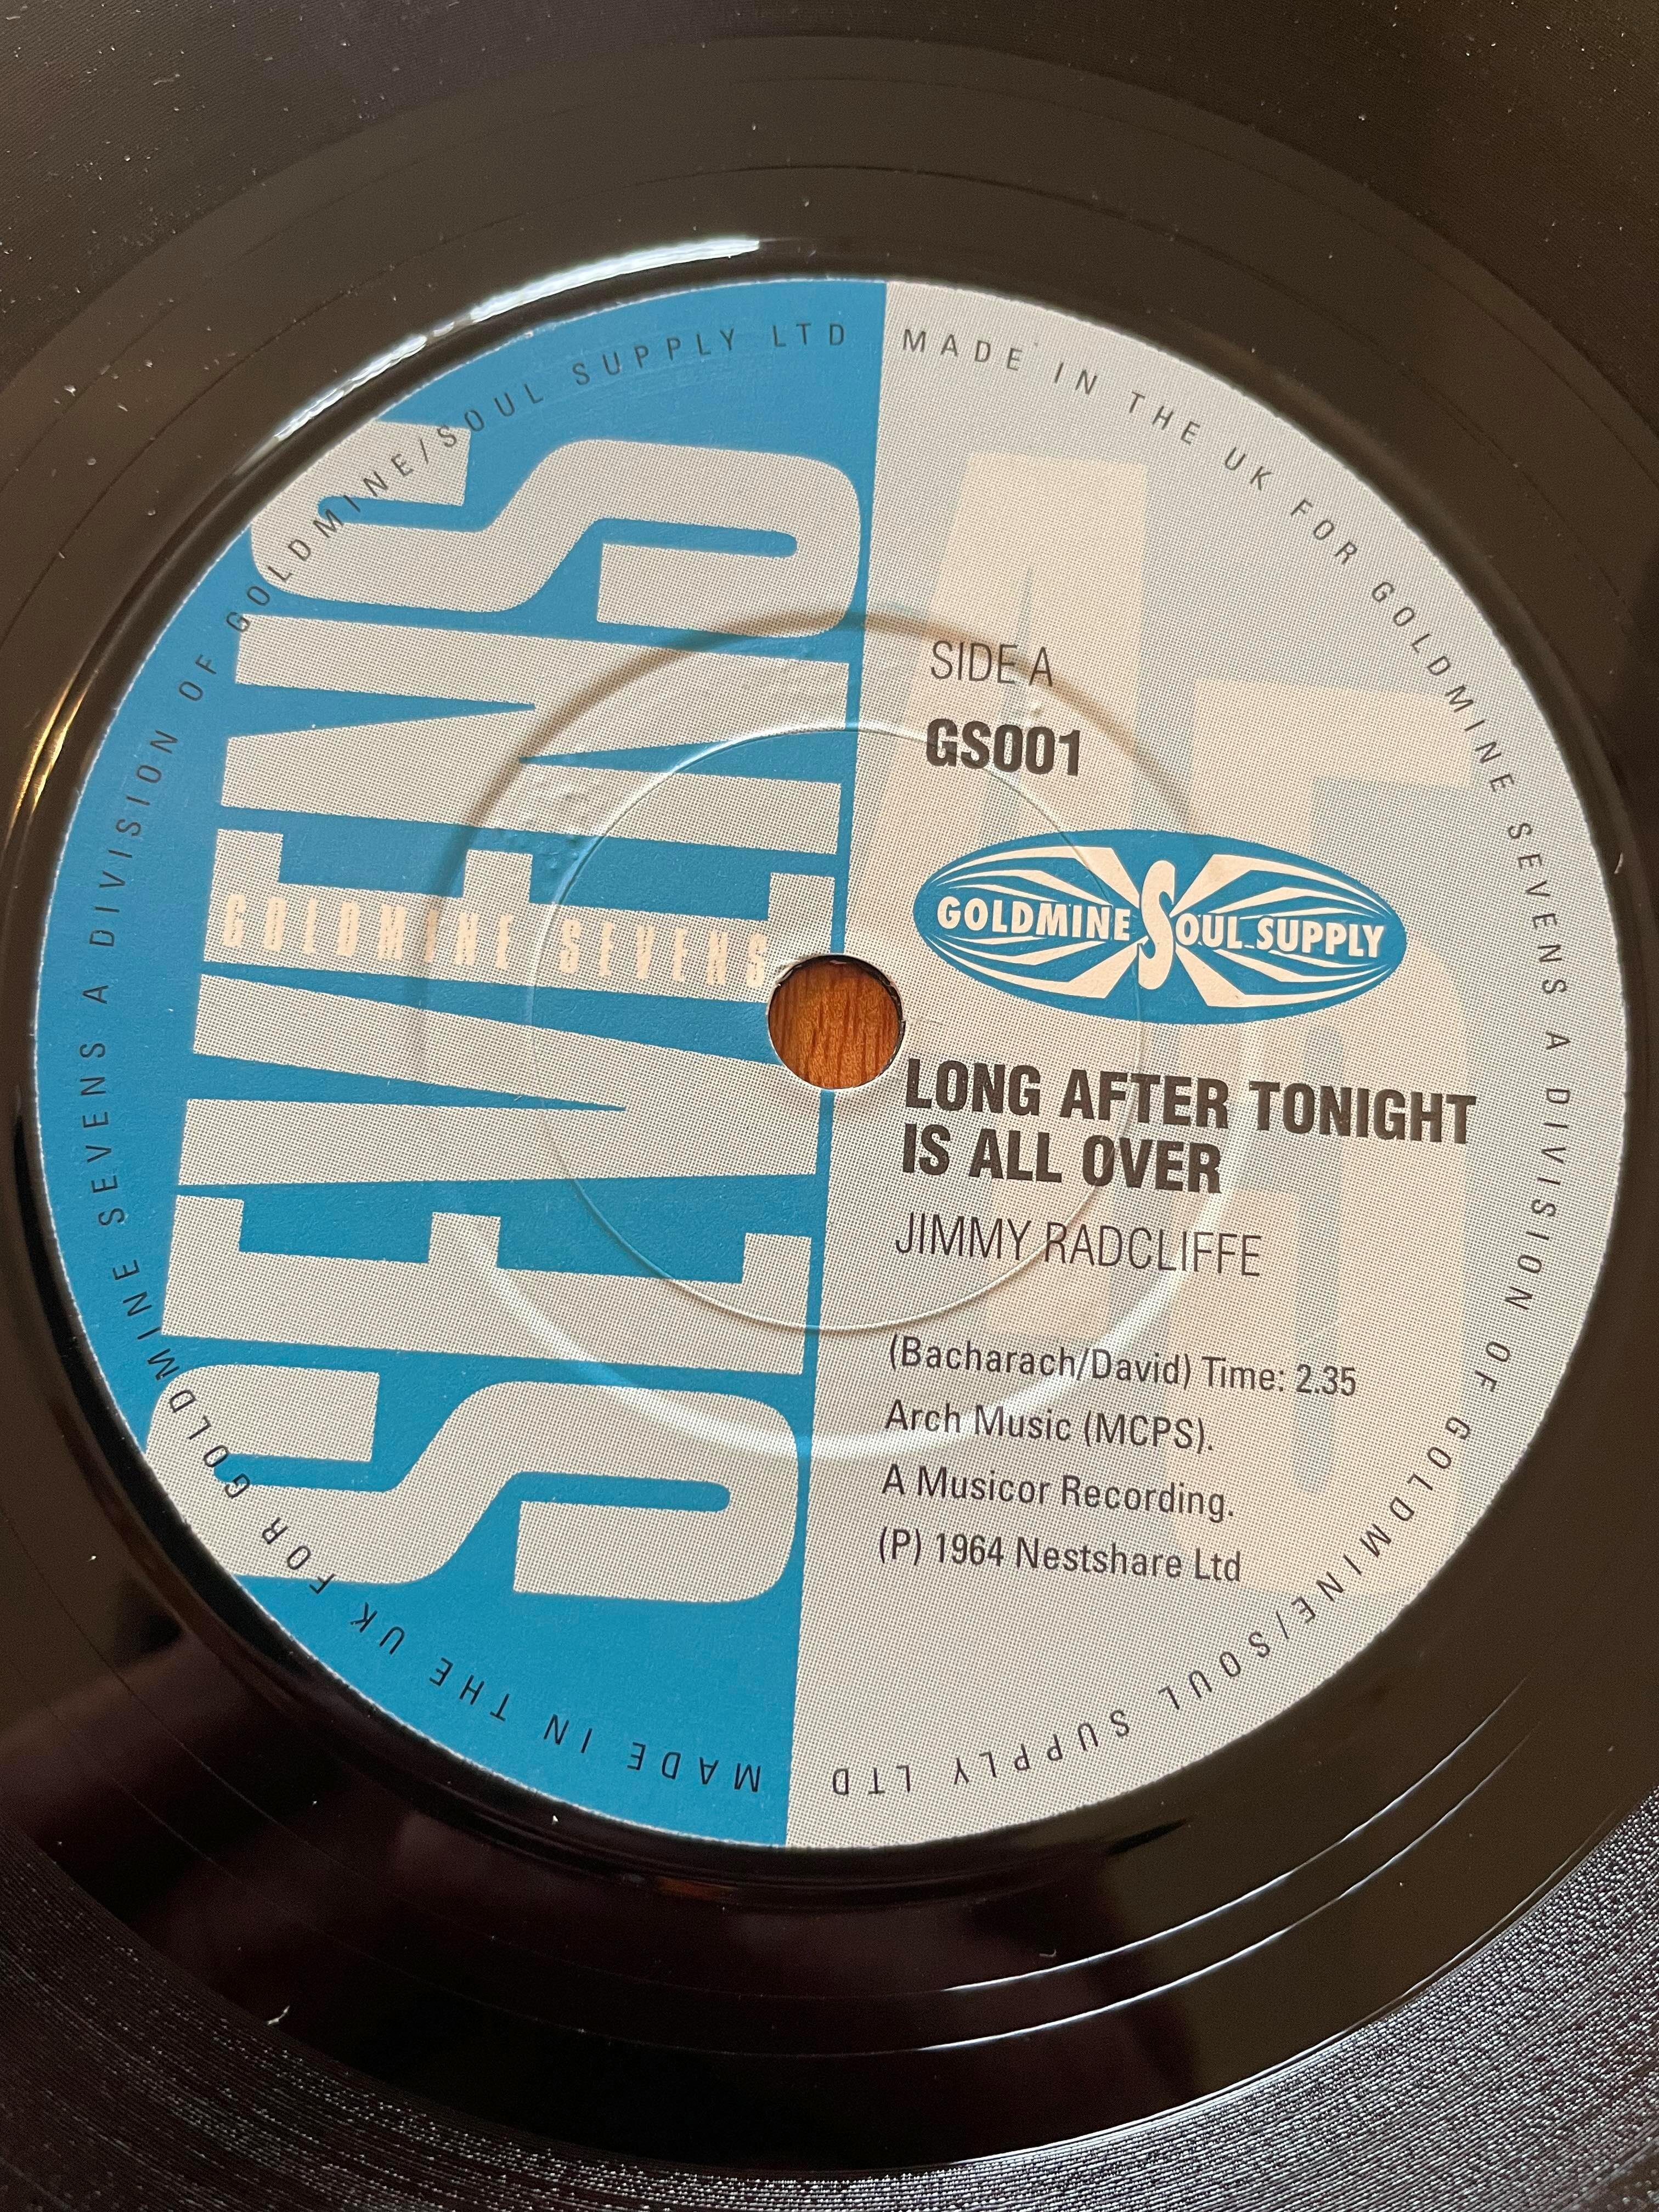 SEVENS
GOLDMINE SEVENS
SIDE A
GS001
GOLDMINE SOUL SUPPLY
LONG AFTER TONIGHT
IS ALL OVER
JIMMY RADCLIFFE
(Bacharach/David) Time: 2.35
Arch Music (MCPS).
A Musicor Recording.
(P) 1964 Nestshare Ltd
45
MADE IN THE UK FOR GOLDMINE SEVENS A DIVISION OF GOLDMINE/SOUL SUPPLY LTD
MADE IN THE UK FOR GOLDMINE SEVENS A DIVISION OF GOLDMINE/SOUL SUPPLY LTD